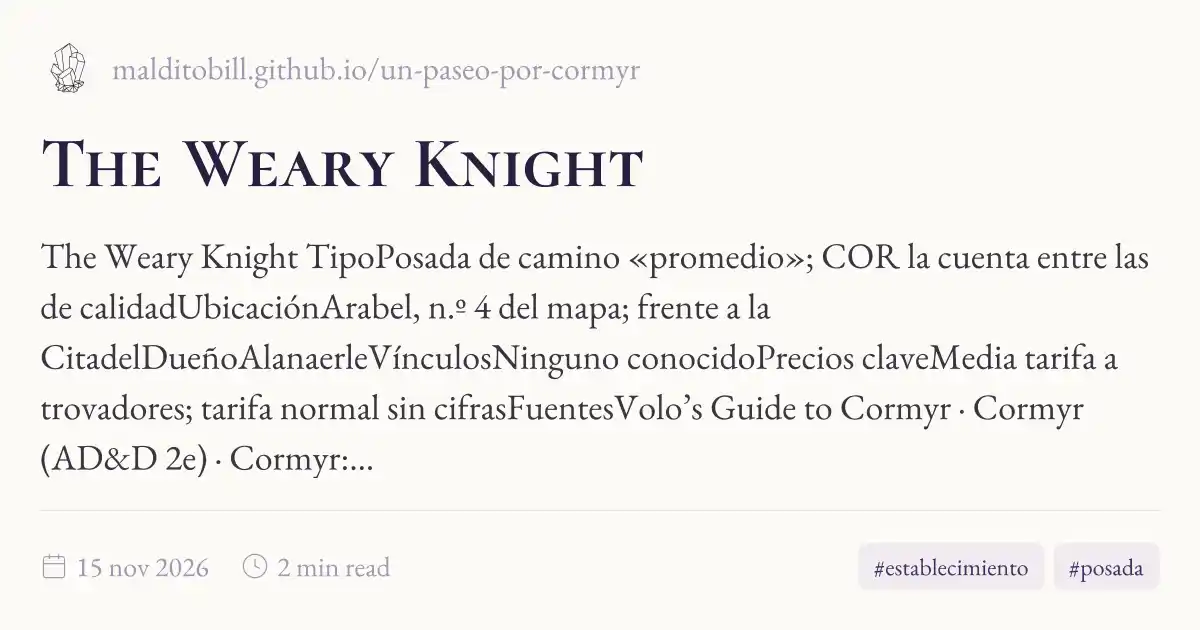 malditobill.github.io/un-paseo-por-cormyr
The Weary Knight
The Weary Knight TipoPosada de camino «promedio»; COR la cuenta entre las
de calidadUbicaciónArabel, n.º 4 del mapa; frente a la
CitadelDueñoAlanaerleVínculosNinguno conocidoPrecios claveMedia tarifa a
trovadores; tarifa normal sin cifrasFuentesVolo’s Guide to Cormyr · Cormyr
(AD&D 2e) · Cormyr:...
15 nov 2026 2 min read #establecimiento #posada